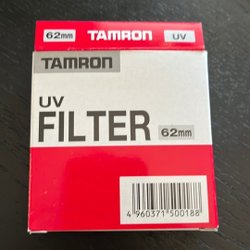 62mm TAMRON UV
TAMRON
UV
FILTER 62mm
4 960371 500188